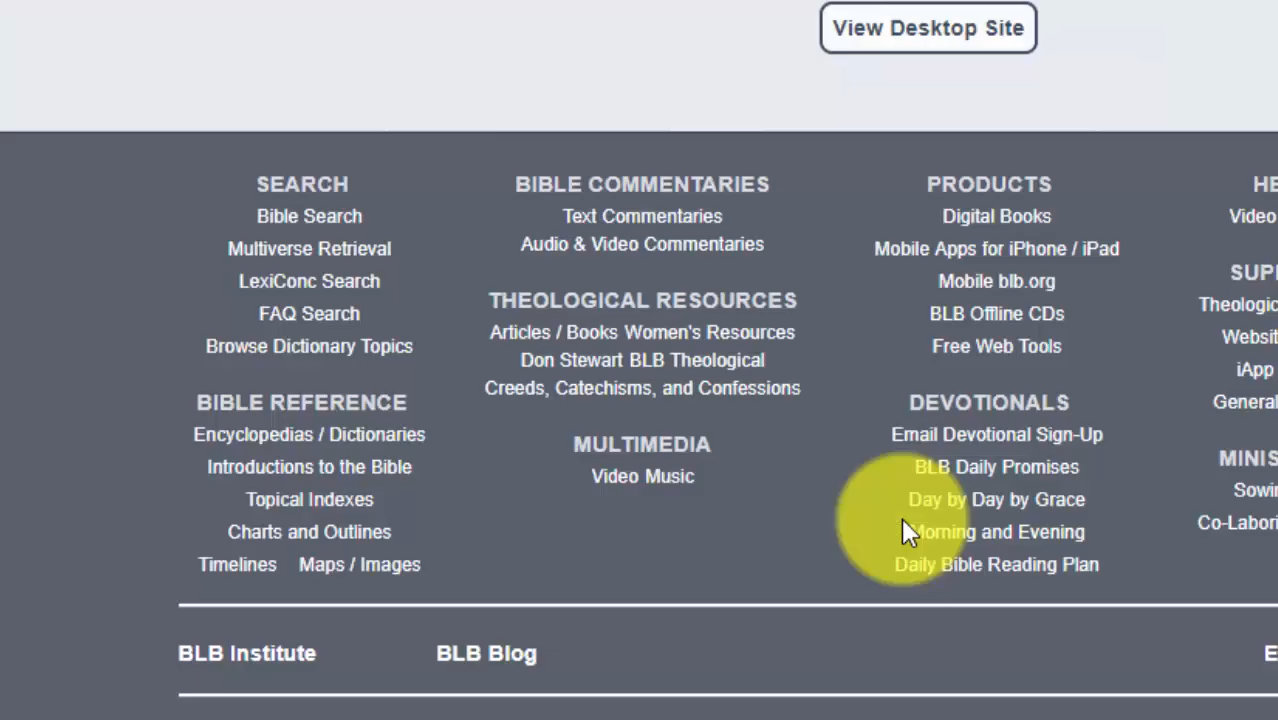 View Desktop Site
SEARCH
Bible Search
Multiverse Retrieval
LexiConc Search
FAQ Search
Browse Dictionary Topics
BIBLE REFERENCE
Encyclopedias / Dictionaries
Introductions to the Bible
Topical Indexes
Charts and Outlines
Timelines Maps / Images
BIBLE COMMENTARIES
Text Commentaries
Audio & Video Commentaries
THEOLOGICAL RESOURCES
Articles / Books Women's Resources
Don Stewart BLB Theological
Creeds, Catechisms, and Confessions
MULTIMEDIA
Video Music
PRODUCTS
Digital Books
Mobile Apps for iPhone / iPad
Mobile blb.org
BLB Offline CDs
Free Web Tools
DEVOTIONALS
Email Devotional Sign-Up
BLB Daily Promises
Day by Day by Grace
Morning and Evening
Daily Bible Reading Plan
Video
iApp
General
BLB Institute BLB Blog